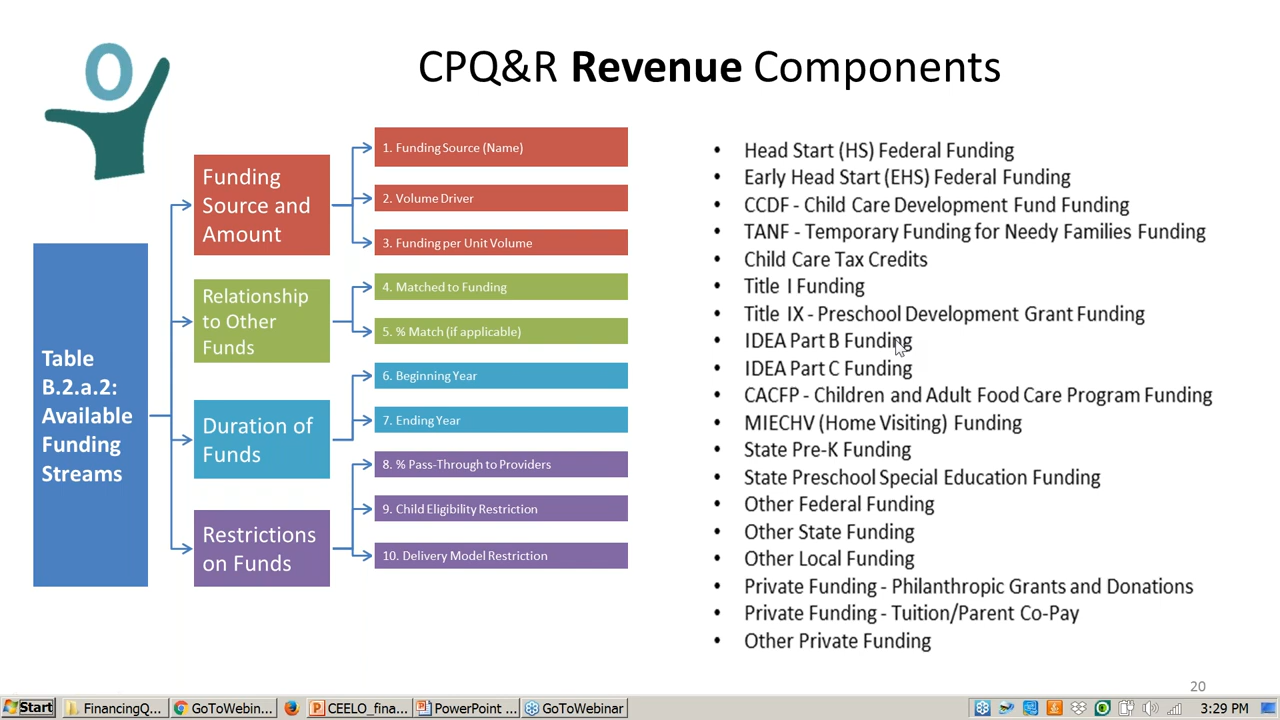 CPQ&R Revenue Components
Table
B.2.a.2:
Available
Funding
Streams
Funding
Source and
Amount
1. Funding Source (Name)
2. Volume Driver
3. Funding per Unit Volume
Relationship
to Other
Funds
4. Matched to Funding
5. % Match (if applicable)
Duration of
Funds
6. Beginning Year
7. Ending Year
Restrictions
on Funds
8. % Pass-Through to Providers
9. Child Eligibility Restriction
10. Delivery Model Restriction
• Head Start (HS) Federal Funding
• Early Head Start (EHS) Federal Funding
• CCDF - Child Care Development Fund Funding
• TANF - Temporary Funding for Needy Families Funding
• Child Care Tax Credits
• Title I Funding
• Title IX - Preschool Development Grant Funding
• IDEA Part B Funding
• IDEA Part C Funding
• CACFP - Children and Adult Food Care Program Funding
• MIECHV (Home Visiting) Funding
• State Pre-K Funding
• State Preschool Special Education Funding
• Other Federal Funding
• Other State Funding
• Other Local Funding
• Private Funding - Philanthropic Grants and Donations
• Private Funding - Tuition/Parent Co-Pay
• Other Private Funding
20
Start FinancingQ... GoToWebin... CEELO_fina... PowerPoint ... GoToWebinar 3:29 PM